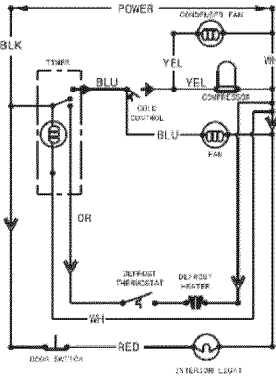 POWER
CONDENSER FAN
BLK
WH
TIMER
BLU
YEL
YEL
COMPRESSOR
COLD
CONTROL
BLU
FAN
OR
DEFROST
THERMOSTAT
DEFROST
HEATER
WH
RED
DOOR SWITCH
INTERIOR LIGHT